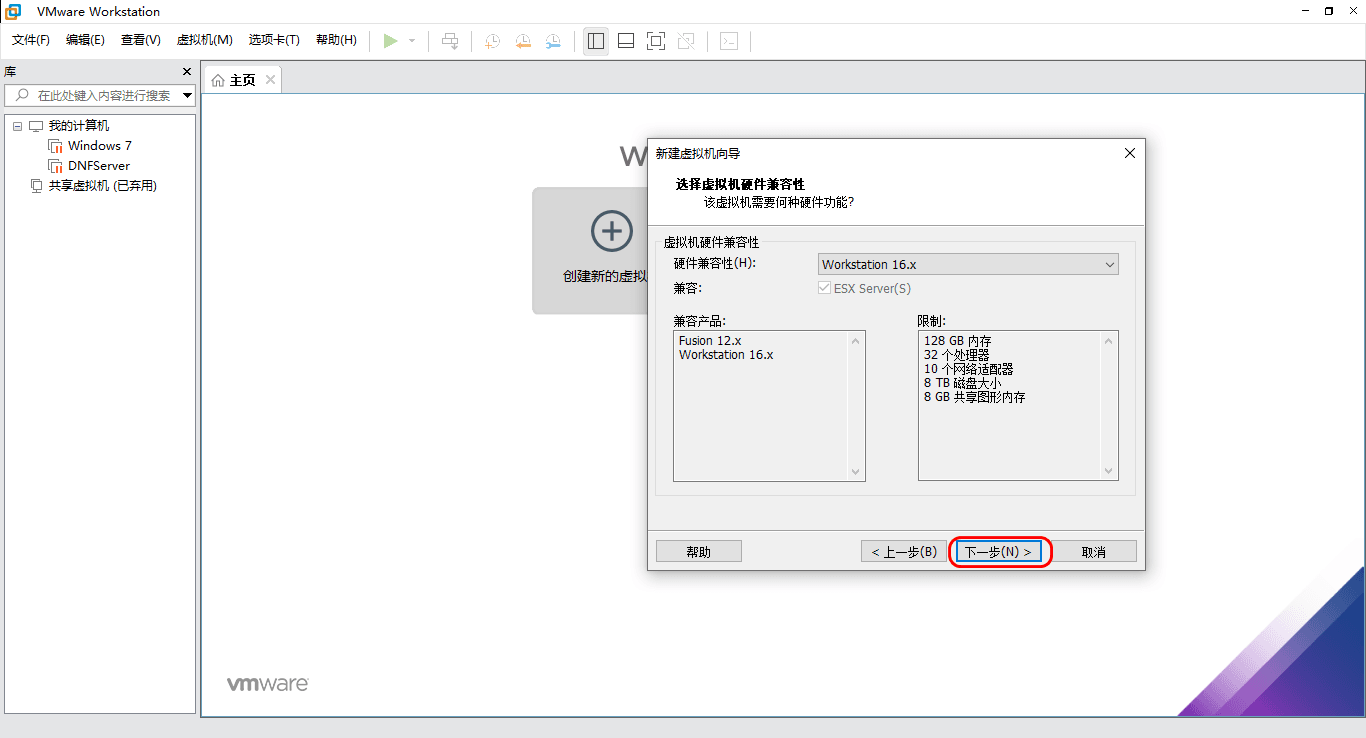 VMware Workstation
文件(F) 编辑(E) 查看(V) 虚拟机(M) 选项卡(T) 帮助(H)
库
在此处键入内容进行搜索
我的计算机
Windows 7
DNFServer
共享虚拟机 (已弃用)
主页
W
创建新的虚拟
新建虚拟机向导
选择虚拟机硬件兼容性
该虚拟机需要何种硬件功能?
虚拟机硬件兼容性
硬件兼容性(H): Workstation 16.x
兼容: ESX Server(S)
兼容产品:
Fusion 12.x
Workstation 16.x
限制:
128 GB 内存
32 个处理器
10 个网络适配器
8 TB 磁盘大小
8 GB 共享图形内存
帮助 < 上一步(B) 下一步(N) > 取消
vmware